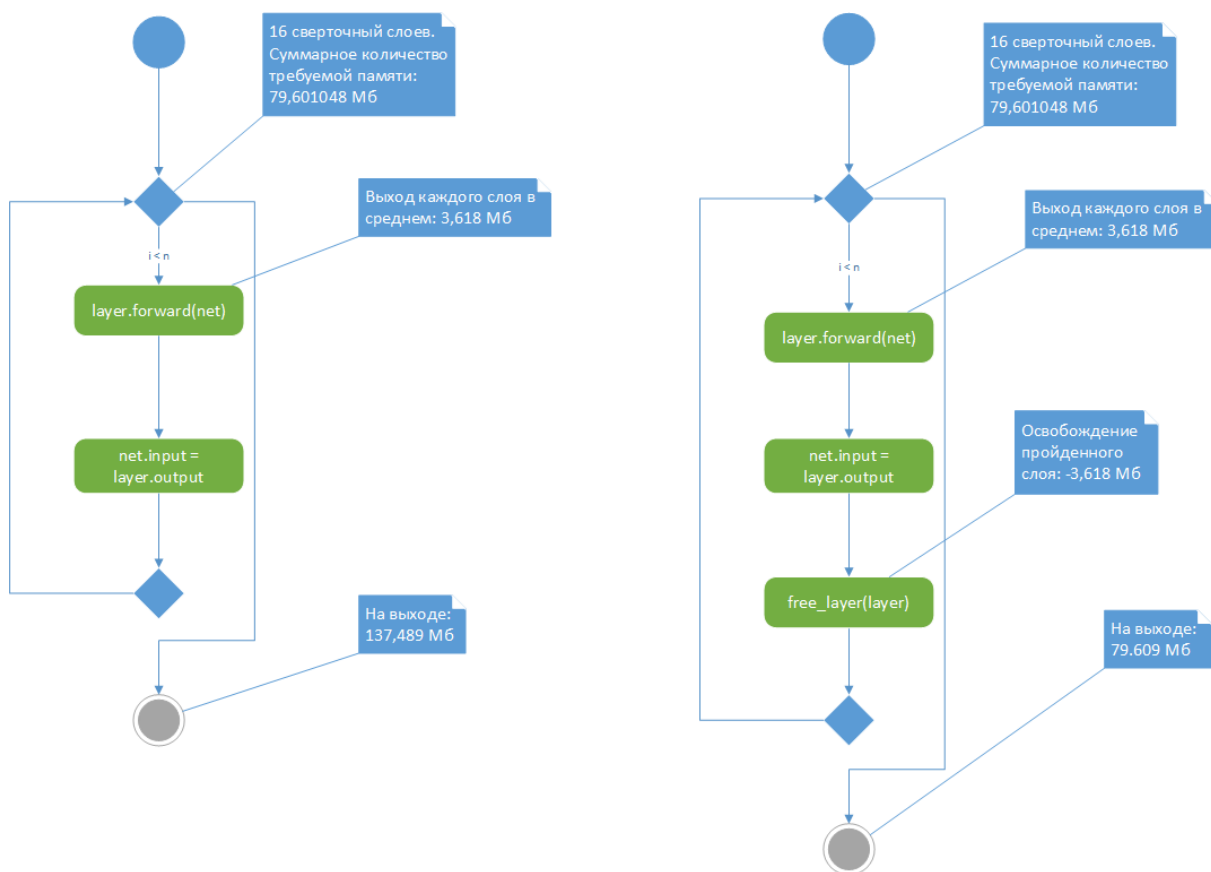 16 сверточный слоев.
Суммарное количество
требуемой памяти:
79,601048 Мб
Выход каждого слоя в
среднем: 3,618 Мб
i < n
layer.forward(net)
net.input =
layer.output
На выходе:
137,489 Мб
16 сверточный слоев.
Суммарное количество
требуемой памяти:
79,601048 Мб
Выход каждого слоя в
среднем: 3,618 Мб
i < n
layer.forward(net)
Освобождение
пройденного
слоя: -3,618 Мб
net.input =
layer.output
free_layer(layer)
На выходе:
79.609 Мб